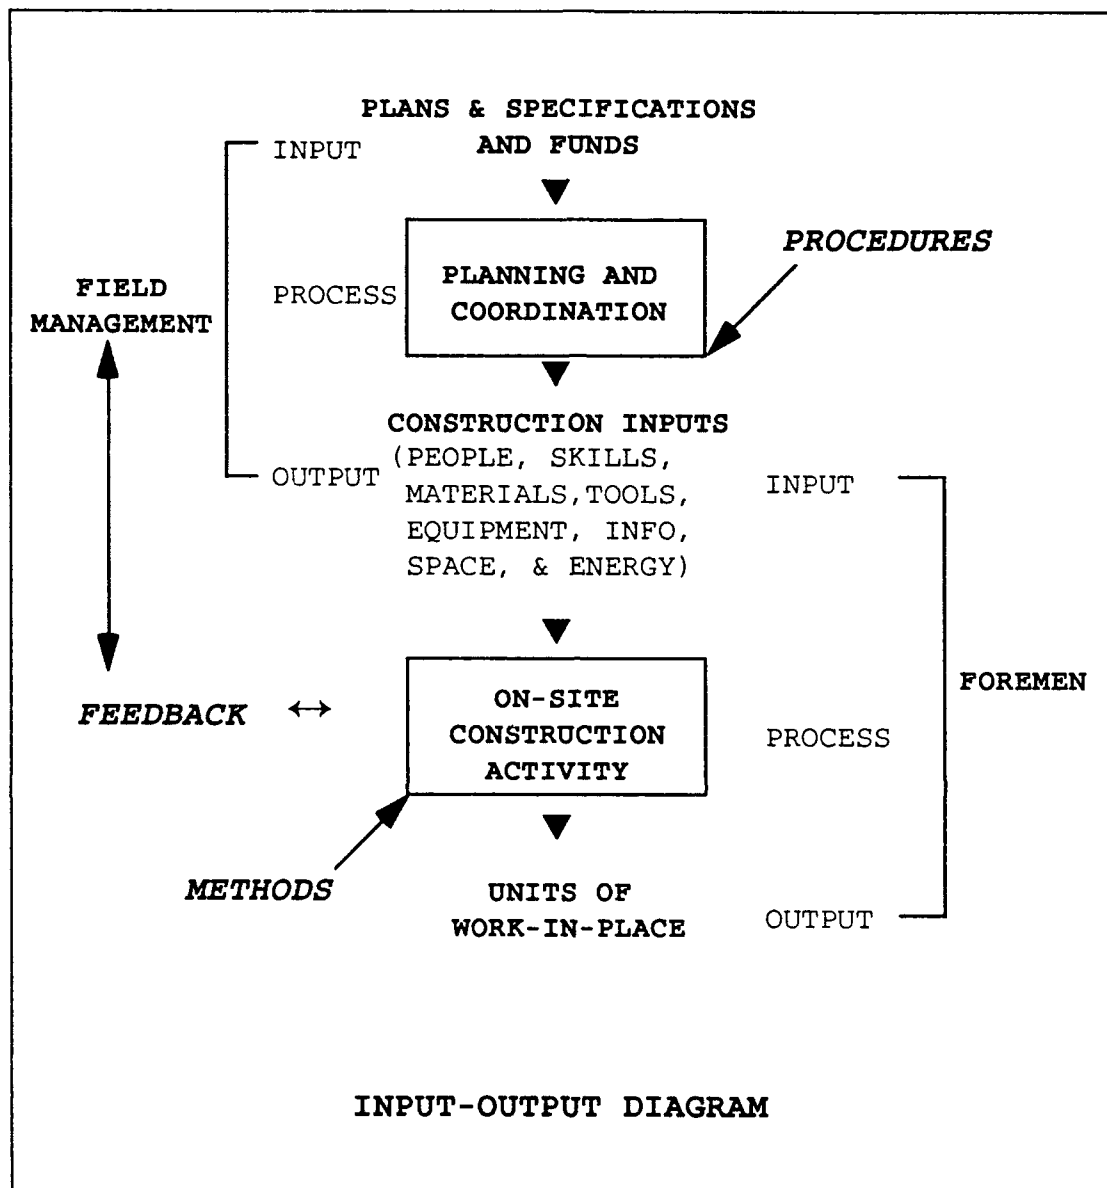 PLANS & SPECIFICATIONS
AND FUNDS
INPUT
PROCEDURES
PLANNING AND
COORDINATION
PROCESS
FIELD
MANAGEMENT
CONSTRUCTION INPUTS
(PEOPLE, SKILLS,
MATERIALS,TOOLS,
EQUIPMENT, INFO,
SPACE, & ENERGY)
OUTPUT
INPUT
FOREMEN
ON-SITE
CONSTRUCTION
ACTIVITY
FEEDBACK ↔
PROCESS
METHODS
UNITS OF
WORK-IN-PLACE
OUTPUT
INPUT-OUTPUT DIAGRAM